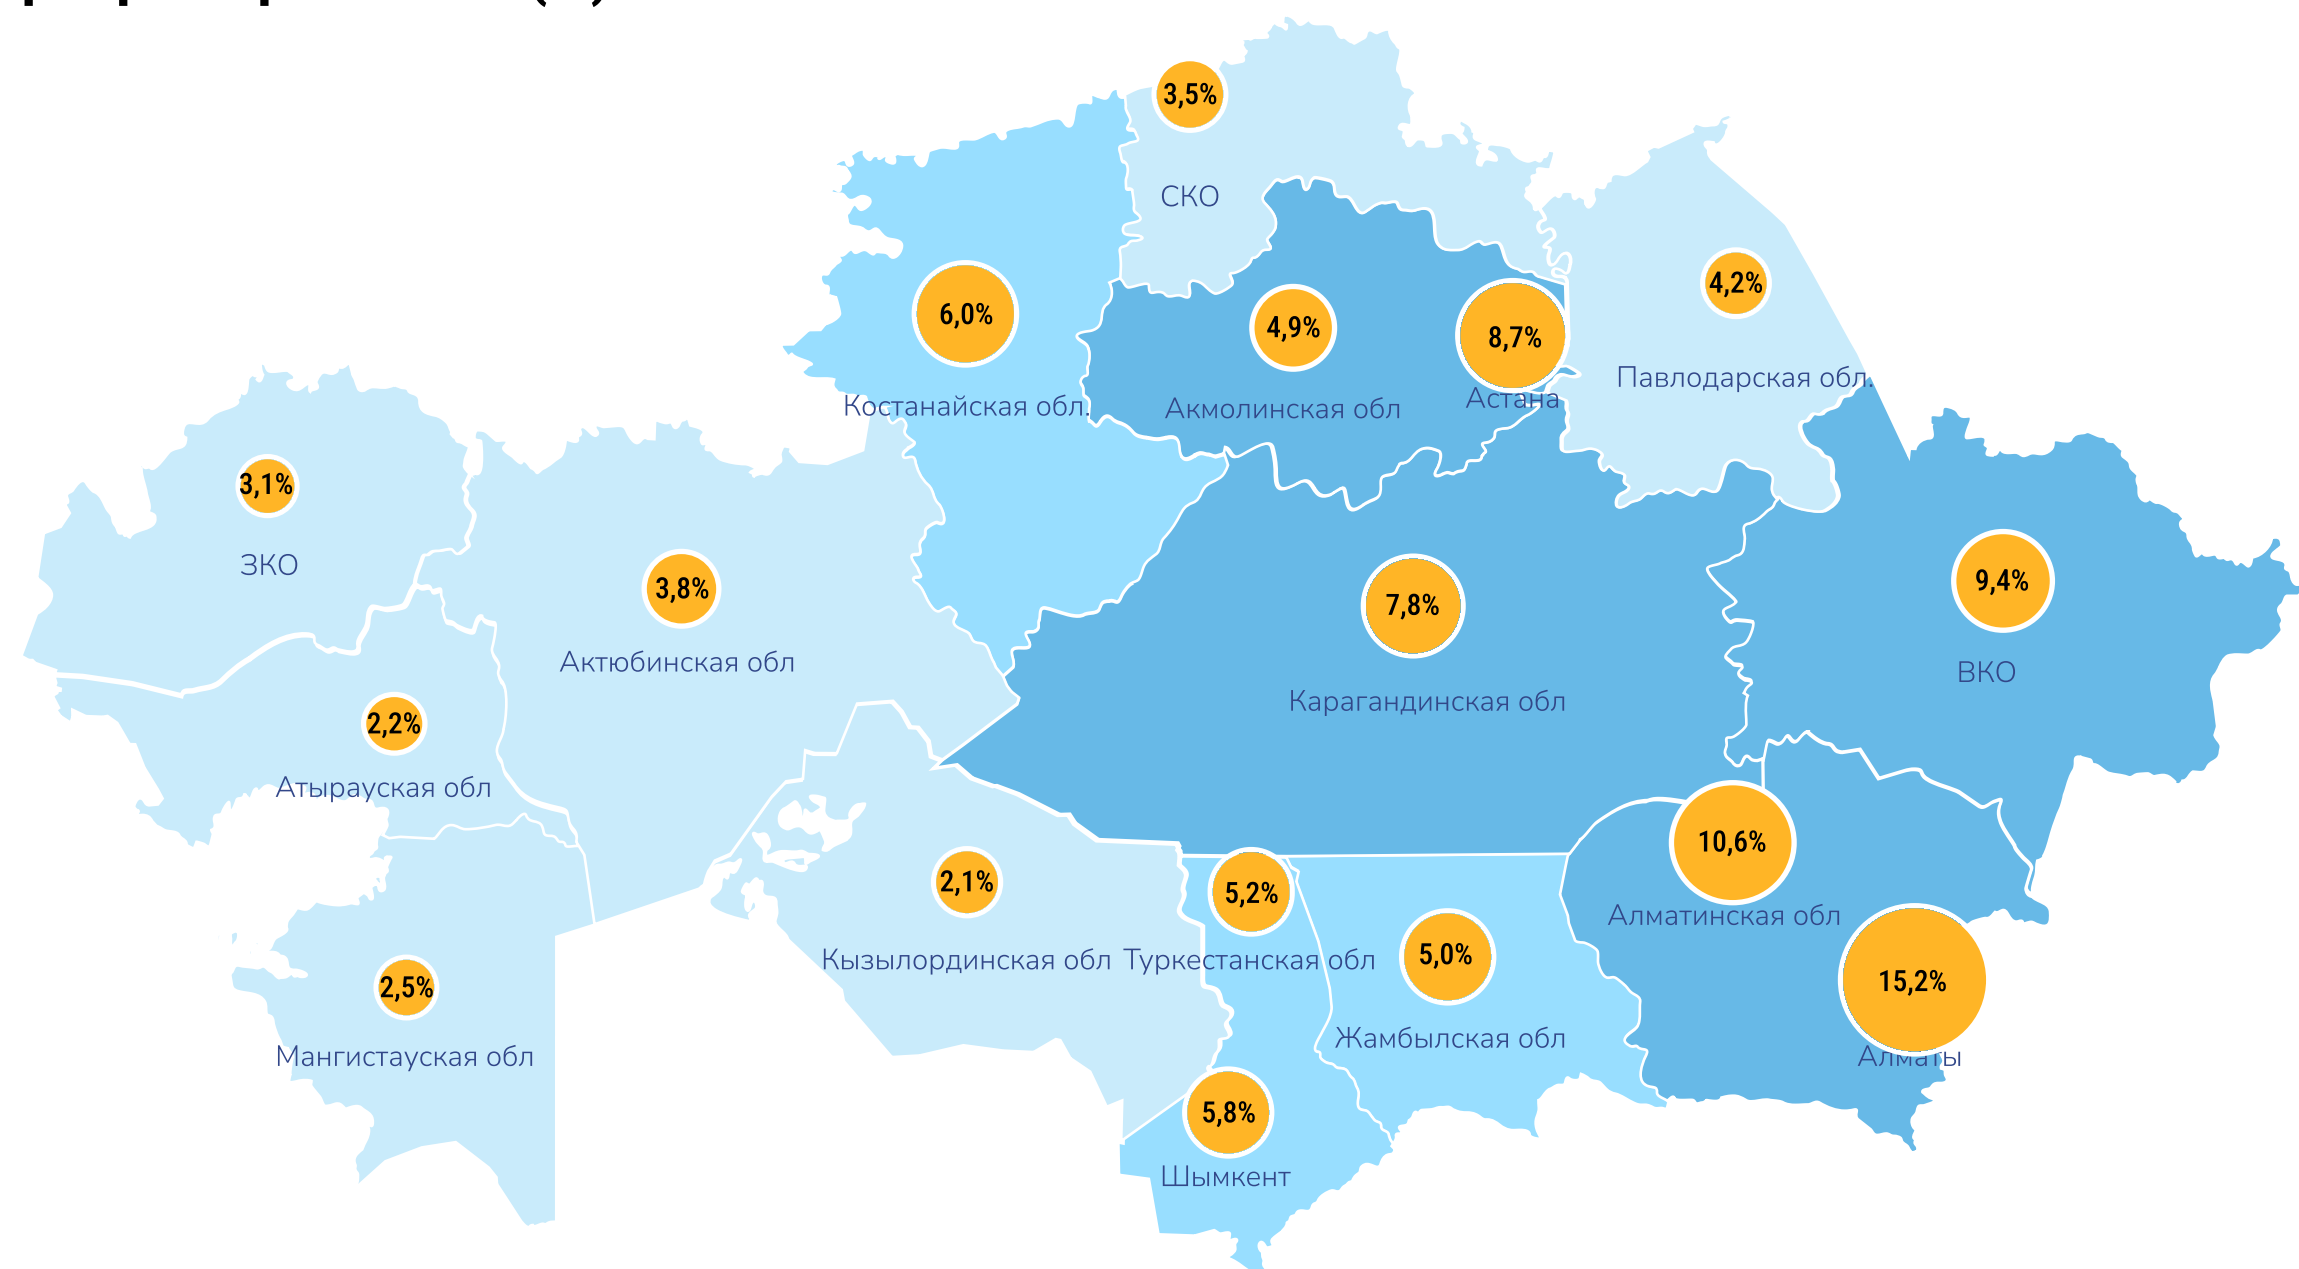 3,5%
СКО
4,2%
Павлодарская обл.
6,0%
Костанайская обл.
4,9%
Акмолинская обл
8,7%
Астана
3,1%
ЗКО
3,8%
Актюбинская обл
7,8%
Карагандинская обл
9,4%
ВКО
2,2%
Атырауская обл
10,6%
Алматинская обл
2,1%
Кызылординская обл
5,2%
Туркестанская обл
5,0%
Жамбылская обл
15,2%
Алматы
2,5%
Мангистауская обл
5,8%
Шымкент